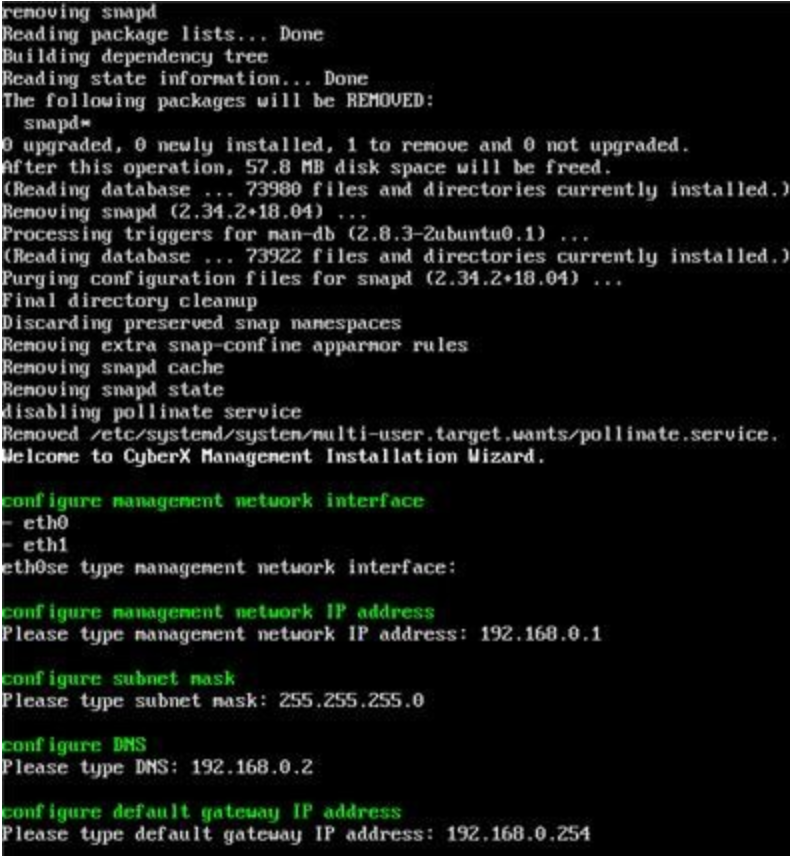 removing snapd
Reading package lists... Done
Building dependency tree
Reading state information... Done
The following packages will be REMOVED:
snapd*
0 upgraded, 0 newly installed, 1 to remove and 0 not upgraded.
After this operation, 57.8 MB disk space will be freed.
(Reading database ... 73980 files and directories currently installed.)
Removing snapd (2.34.2+18.04) ...
Processing triggers for man-db (2.8.3-2ubuntu0.1) ...
(Reading database ... 73922 files and directories currently installed.)
Purging configuration files for snapd (2.34.2+18.04) ...
Final directory cleanup
Discarding preserved snap namespaces
Removing extra snap-confine apparmor rules
Removing snapd cache
Removing snapd state
disabling pollinate service
Removed /etc/systemd/system/multi-user.target.wants/pollinate.service.
Welcome to CyberX Management Installation Wizard.
configure management network interface
- eth0
- eth1
eth0se type management network interface:
configure management network IP address
Please type management network IP address: 192.168.0.1
configure subnet mask
Please type subnet mask: 255.255.255.0
configure DNS
Please type DNS: 192.168.0.2
configure default gateway IP address
Please type default gateway IP address: 192.168.0.254